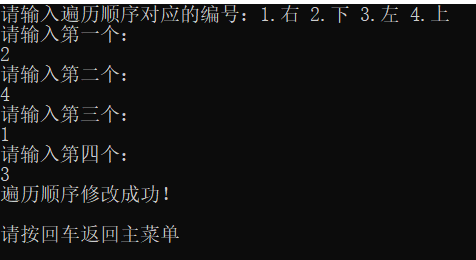 请输入遍历顺序对应的编号：1.右 2.下 3.左 4.上
请输入第一个：
2
请输入第二个：
4
请输入第三个：
1
请输入第四个：
3
遍历顺序修改成功！
请按回车返回主菜单